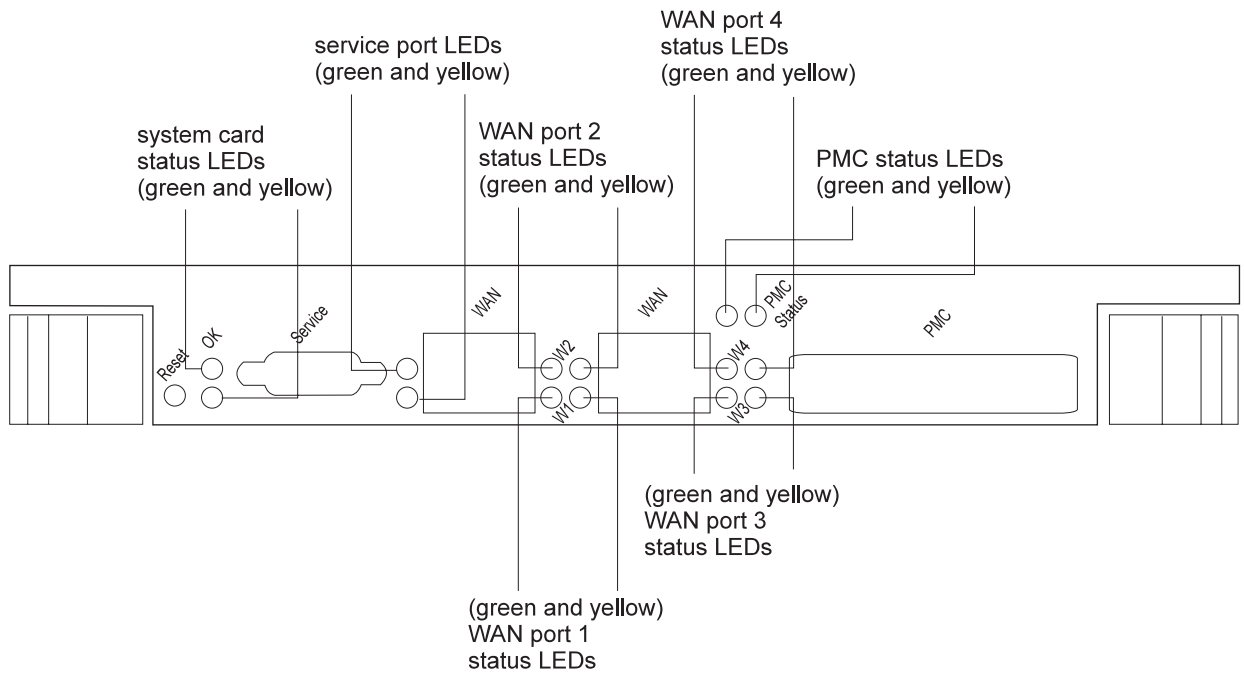 WAN port 4
status LEDs
(green and yellow)
service port LEDs
(green and yellow)
system card
status LEDs
(green and yellow)
WAN port 2
status LEDs
(green and yellow)
PMC status LEDs
(green and yellow)
Reset
OK
Service
WAN
W2
W1
WAN
W4
W3
PMC
Status
PMC
(green and yellow)
WAN port 3
status LEDs
(green and yellow)
WAN port 1
status LEDs